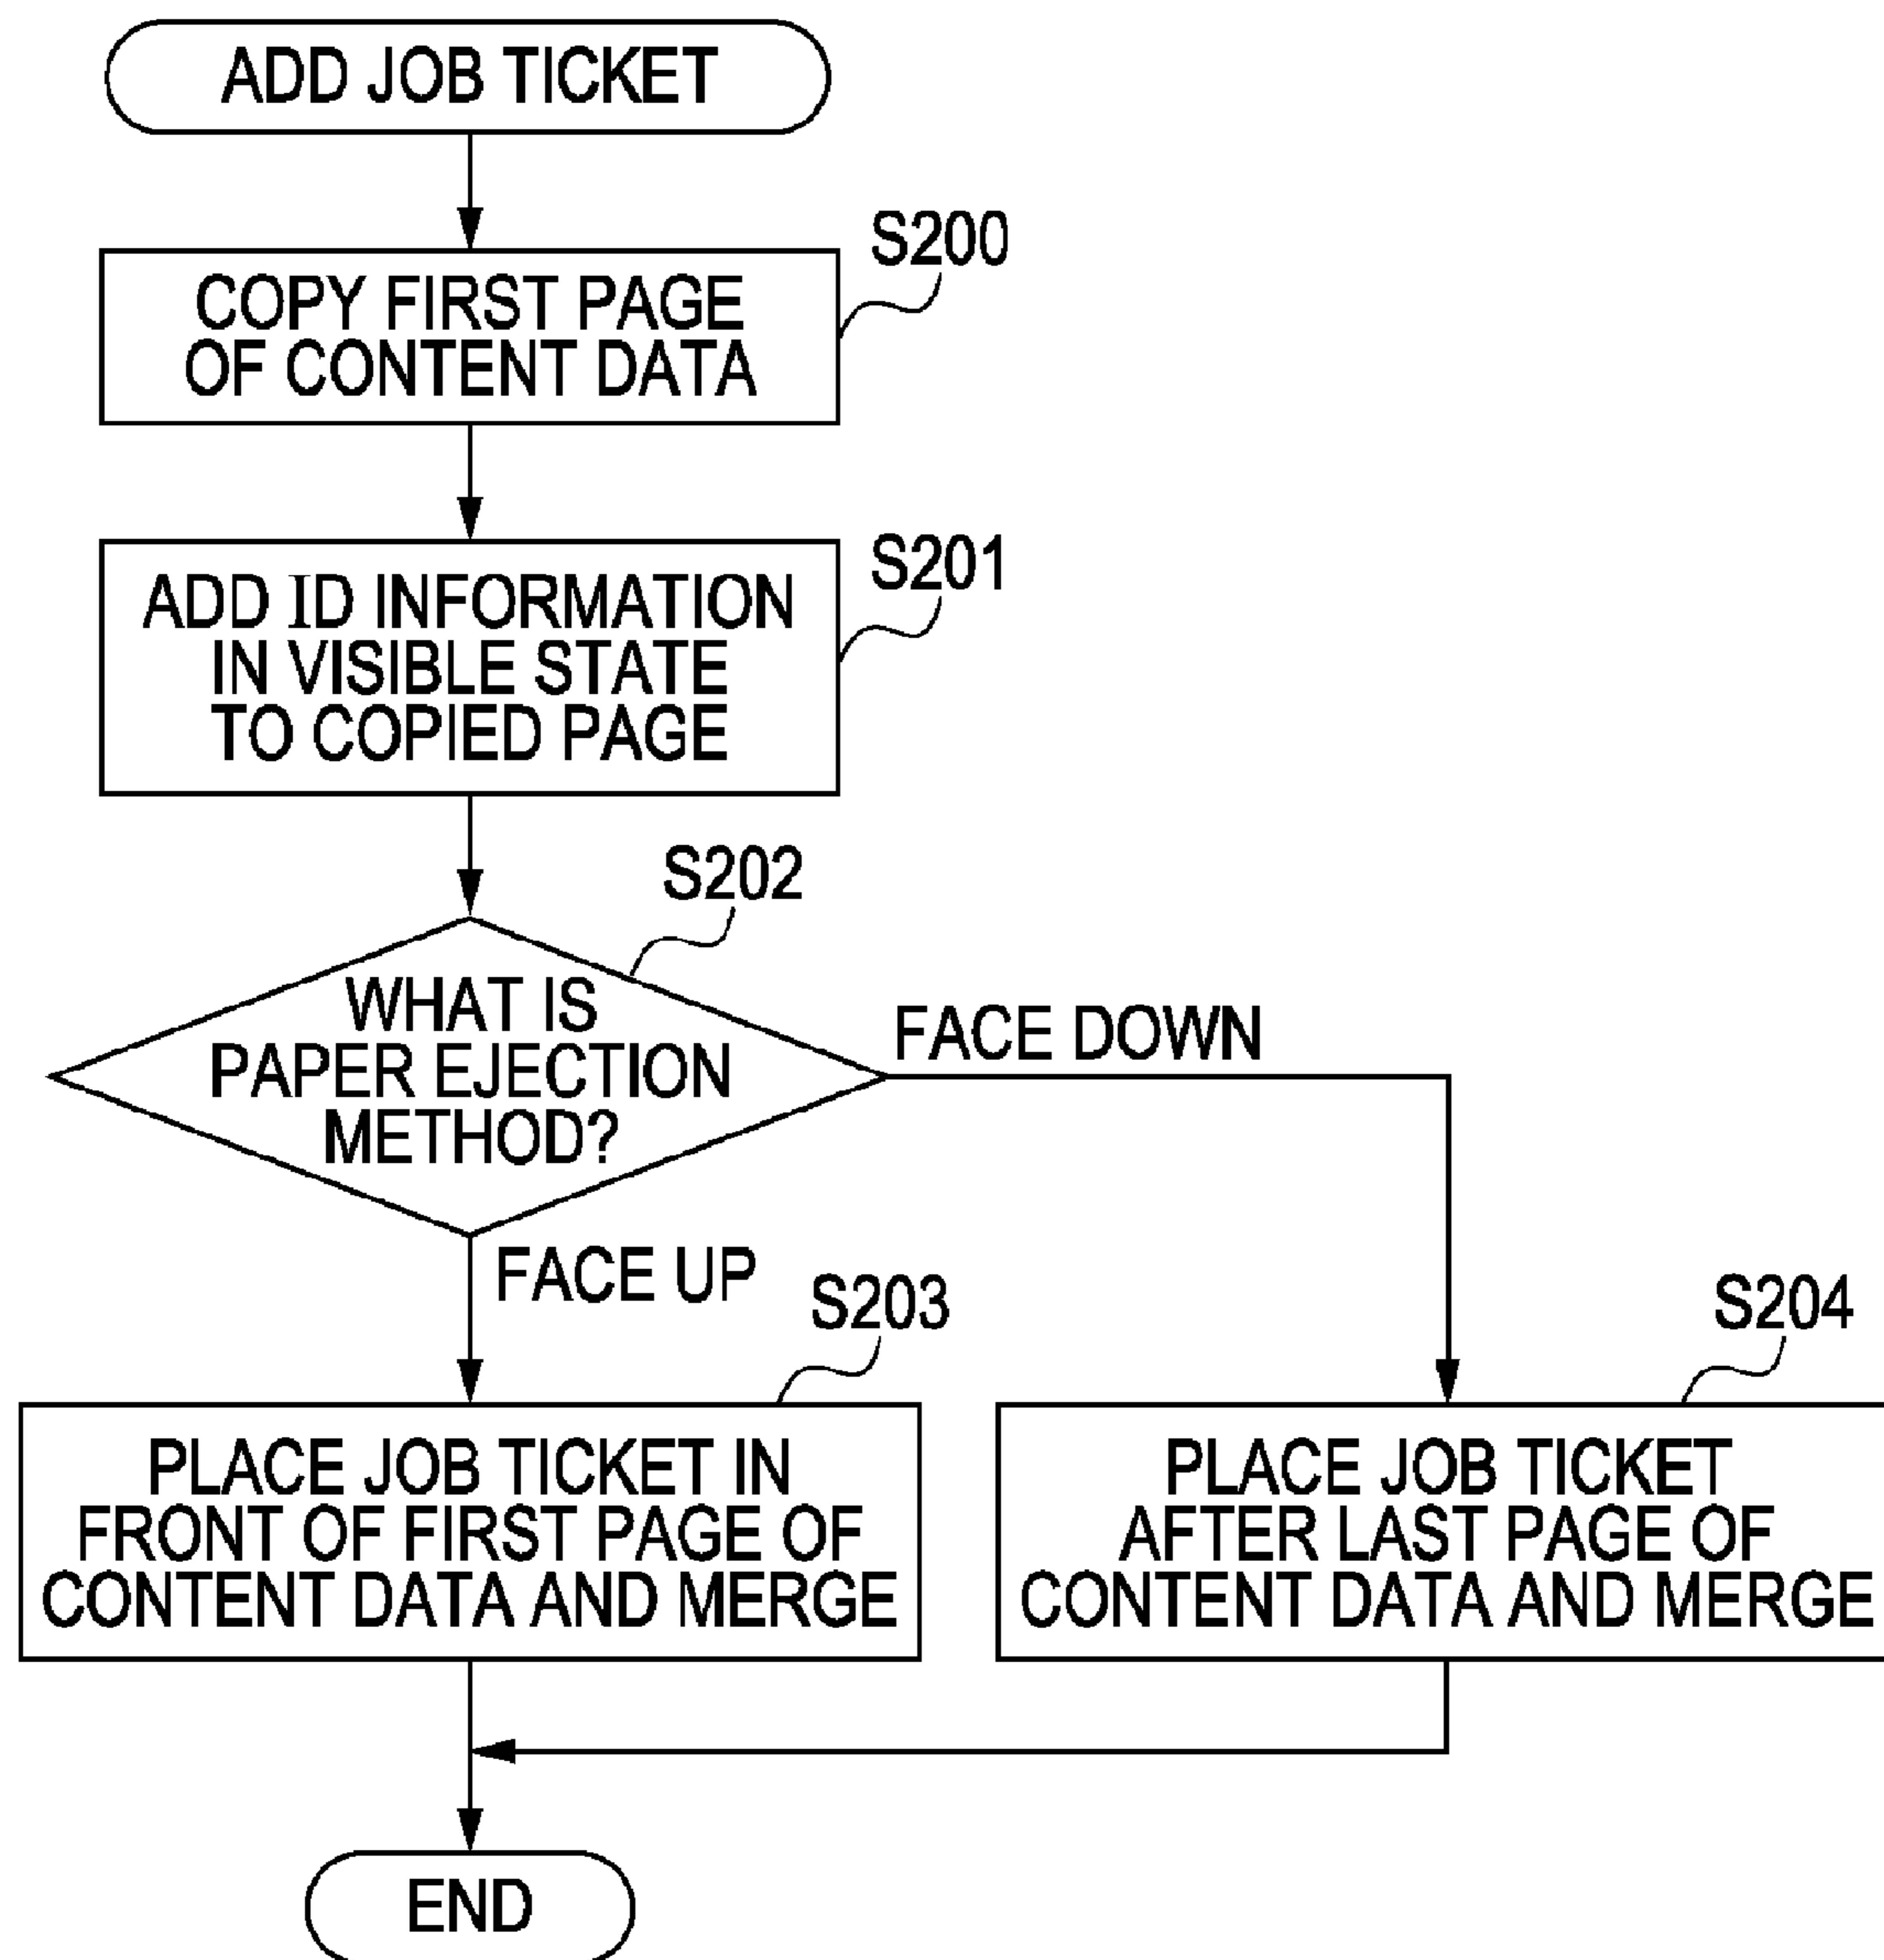 ADD JOB TICKET
S200
COPY FIRST PAGE
OF CONTENT DATA
S201
ADD ID INFORMATION
IN VISIBLE STATE
TO COPIED PAGE
S202
WHAT IS
PAPER EJECTION
METHOD?
FACE DOWN
FACE UP
S203
PLACE JOB TICKET IN
FRONT OF FIRST PAGE OF
CONTENT DATA AND MERGE
S204
PLACE JOB TICKET
AFTER LAST PAGE OF
CONTENT DATA AND MERGE
END